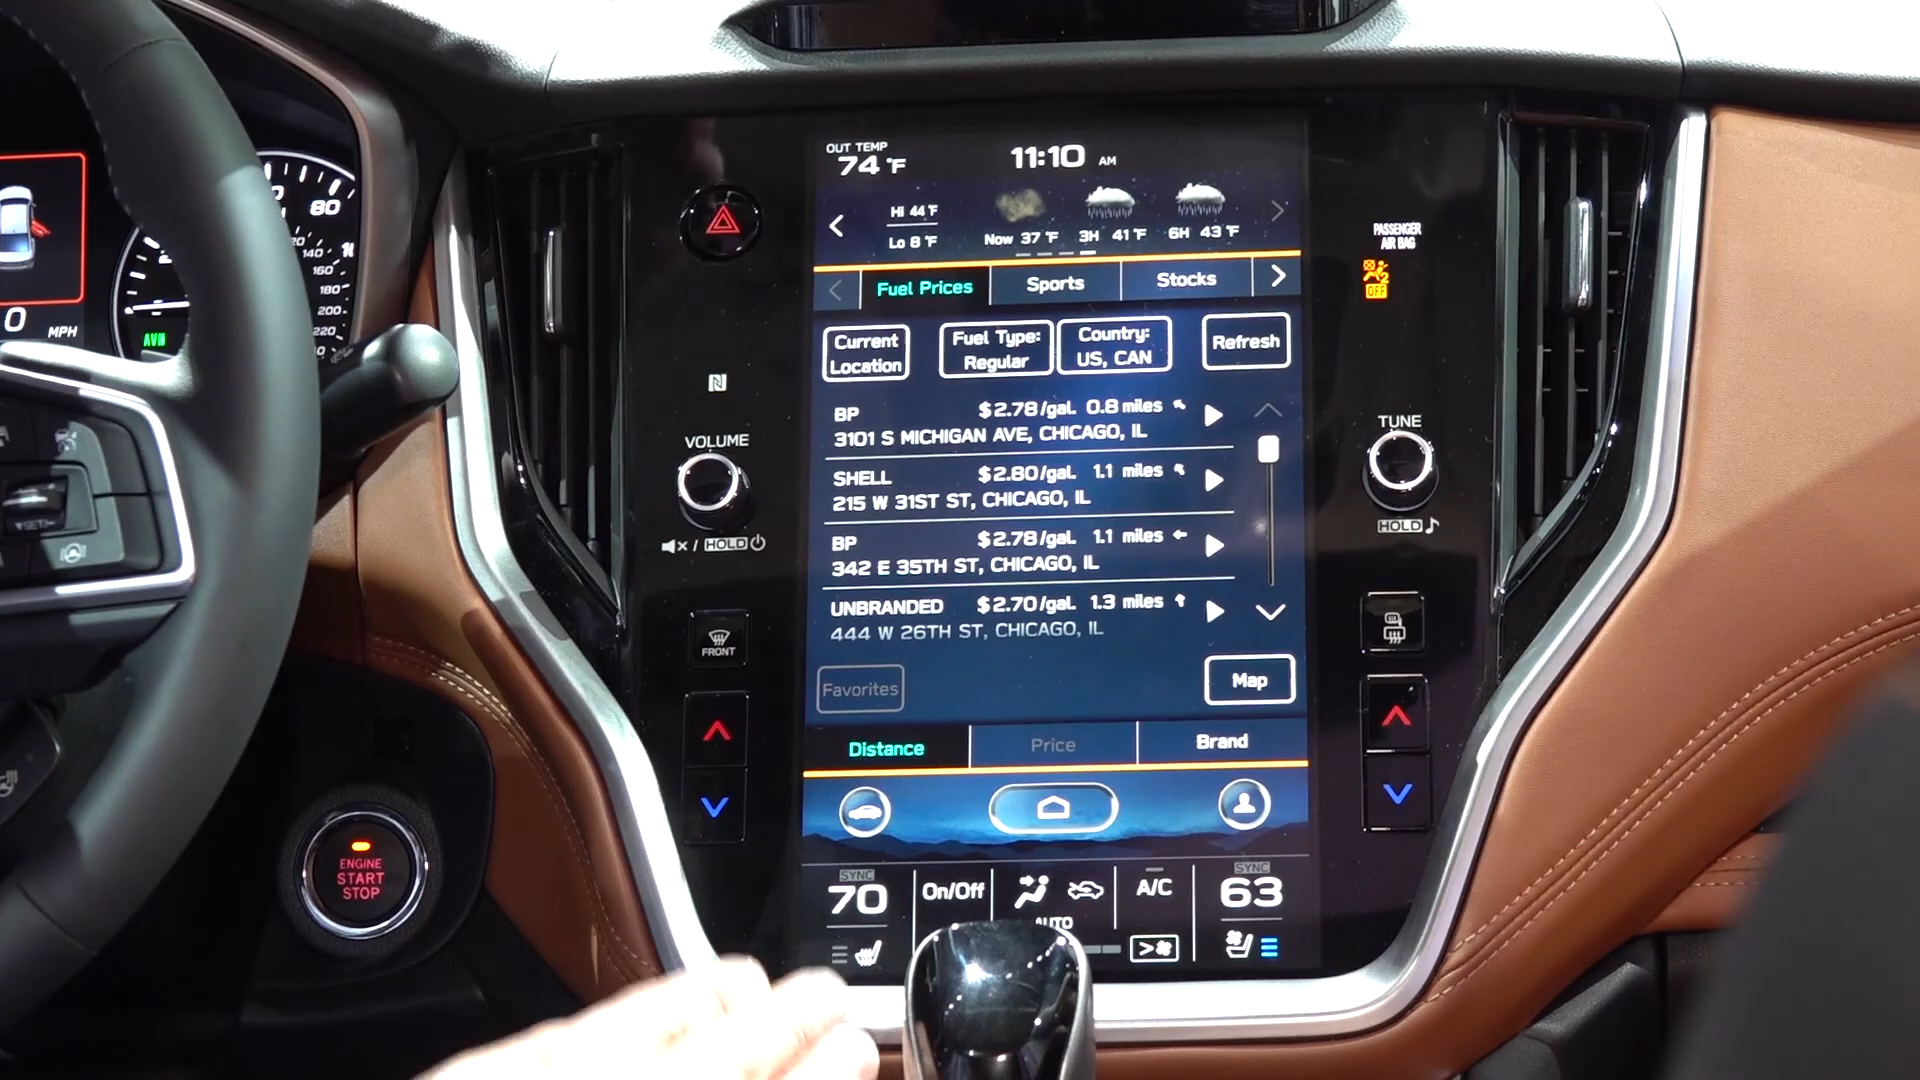 OUT TEMP
74 °F
11:10 AM
Hi 44 °F
Lo 8 °F
Now 37 °F 3H 41 °F 6H 43 °F
Fuel Prices Sports Stocks
Current Location
Fuel Type: Regular
Country: US, CAN
Refresh
BP $2.78/gal. 0.8 miles
3101 S MICHIGAN AVE, CHICAGO, IL
SHELL $2.80/gal. 1.1 miles
215 W 31ST ST, CHICAGO, IL
BP $2.78/gal. 1.1 miles
342 E 35TH ST, CHICAGO, IL
UNBRANDED $2.70/gal. 1.3 miles
444 W 26TH ST, CHICAGO, IL
Favorites
Map
Distance Price Brand
SYNC
70
On/Off
AUTO
A/C
SYNC
63
VOLUME
/ HOLD
FRONT
PASSENGER
AIR BAG
2
OFF
TUNE
HOLD
80
140
160
180
200
220
0 MPH
AVH
SET/-
ENGINE
START
STOP